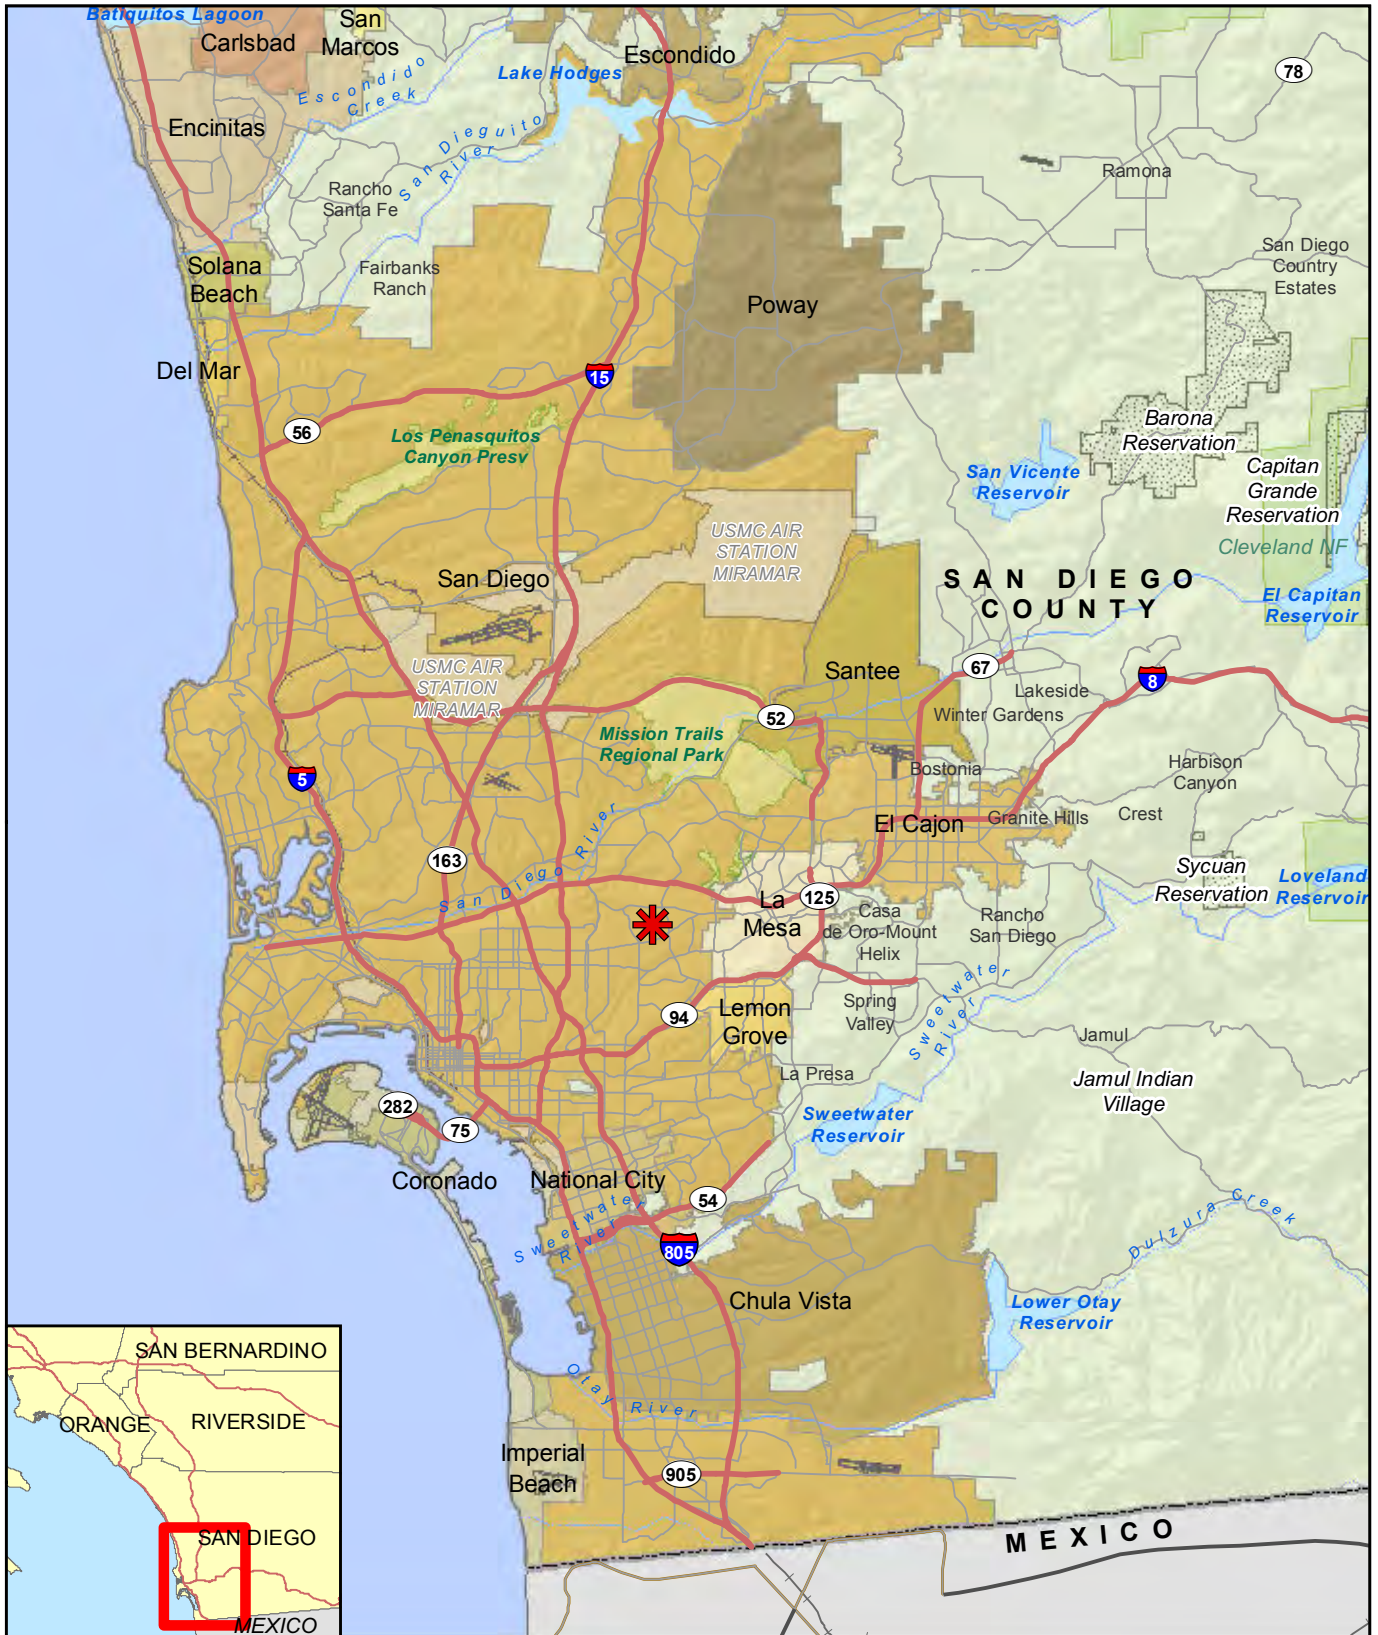 Batiquitos Lagoon
San
Marcos
Carlsbad
Escondido
Lake Hodges
Escondido
Creek
78
Encinitas
San Dieguito
River
Ramona
Rancho
Santa Fe
San Diego
Country
Estates
Solana
Beach
Fairbanks
Ranch
Poway
Del Mar
15
56
Los Penasquitos
Canyon Presv
Barona
Reservation
San Vicente
Reservoir
Capitan
Grande
Reservation
USMC AIR
STATION
MIRAMAR
Cleveland NF
San Diego
SAN DIEGO
COUNTY
El Capitan
Reservoir
USMC AIR
STATION
MIRAMAR
Santee
67
8
Lakeside
Winter Gardens
52
Mission Trails
Regional Park
5
Bostonia
Harbison
Canyon
El Cajon
Granite Hills
Crest
163
San Diego River
Sycuan
Reservation
Loveland
Reservoir
La
Mesa
125
Casa
de Oro-Mount
Helix
Rancho
San Diego
94
Lemon
Grove
Spring
Valley
Sweetwater
River
Jamul
La Presa
Jamul Indian
Village
282
75
Sweetwater
Reservoir
Coronado
National City
54
Sweetwater
River
805
Dulzura Creek
Chula Vista
Lower Otay
Reservoir
Otay River
Imperial
Beach
905
MEXICO
SAN BERNARDINO
ORANGE
RIVERSIDE
SAN DIEGO
MEXICO